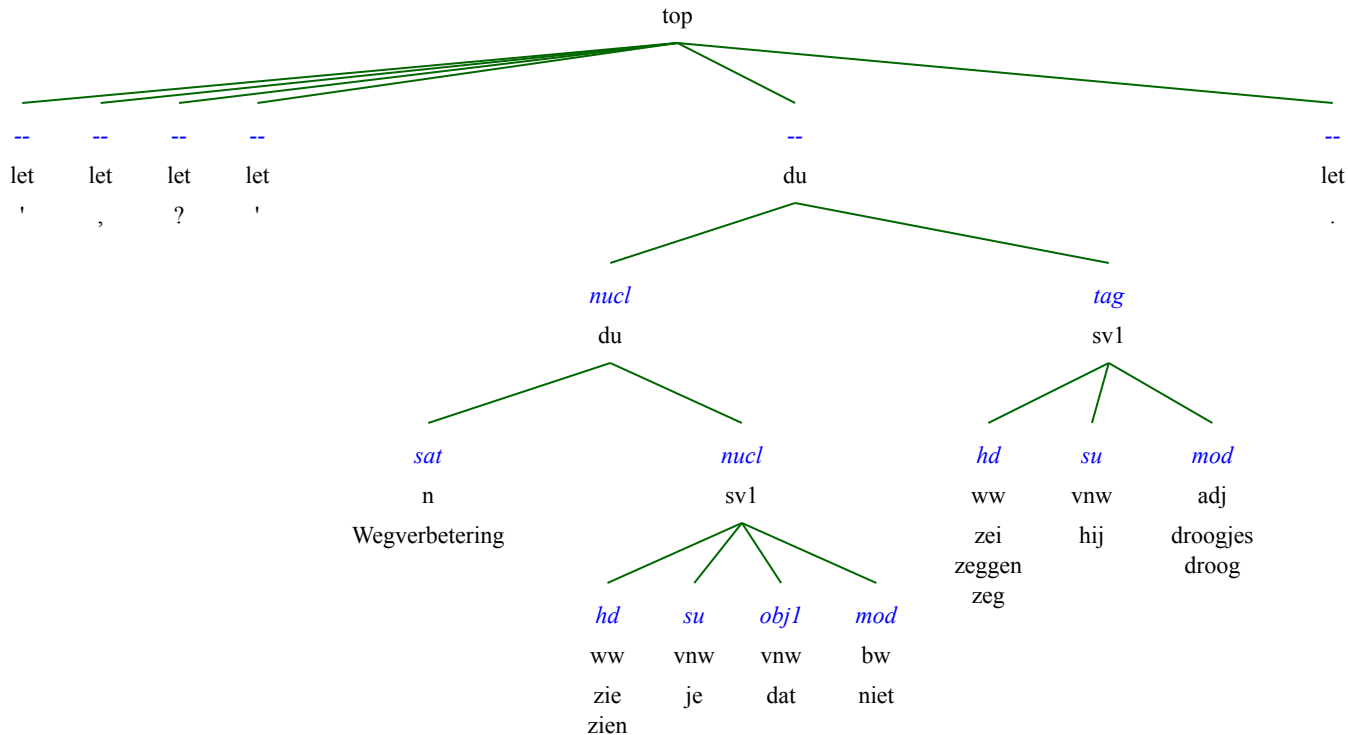 top
-- -- -- -- -- --
let let let let du let
' , ? ' .
nucl tag
du sv1
sat nucl hd su mod
n sv1 ww vnw adj
Wegverbetering zei hij droogjes
zeggen droog
zeg
hd su obj1 mod
ww vnw vnw bw
zie je dat niet
zien